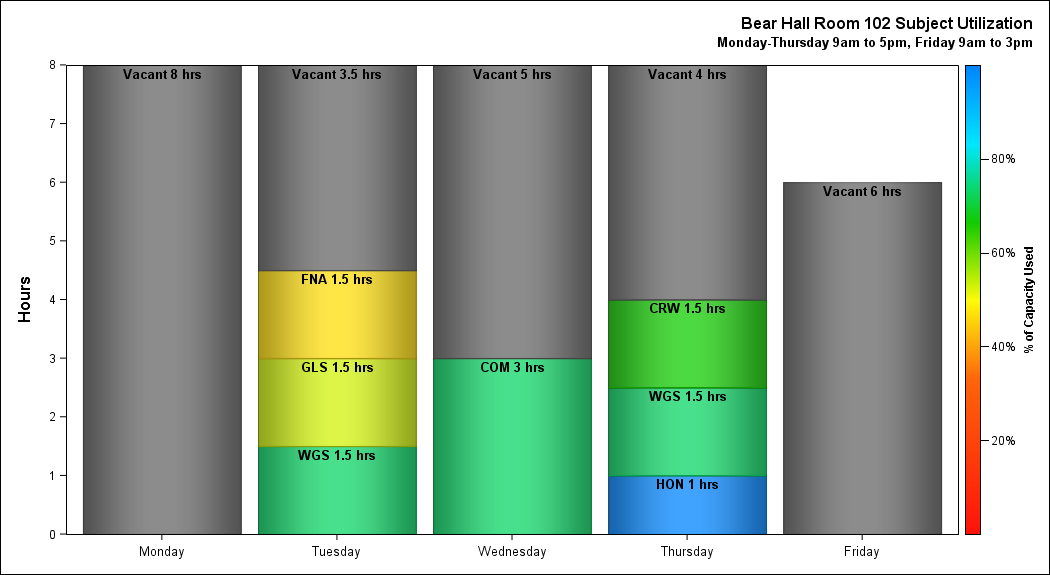 Bear Hall Room 102 Subject Utilization
Monday-Thursday 9am to 5pm, Friday 9am to 3pm
Hours
8
7
6
5
4
3
2
1
0
Vacant 8 hrs
Vacant 3.5 hrs
FNA 1.5 hrs
GLS 1.5 hrs
WGS 1.5 hrs
Vacant 5 hrs
COM 3 hrs
Vacant 4 hrs
CRW 1.5 hrs
WGS 1.5 hrs
HON 1 hrs
Vacant 6 hrs
Monday
Tuesday
Wednesday
Thursday
Friday
80%
60%
40%
20%
% of Capacity Used